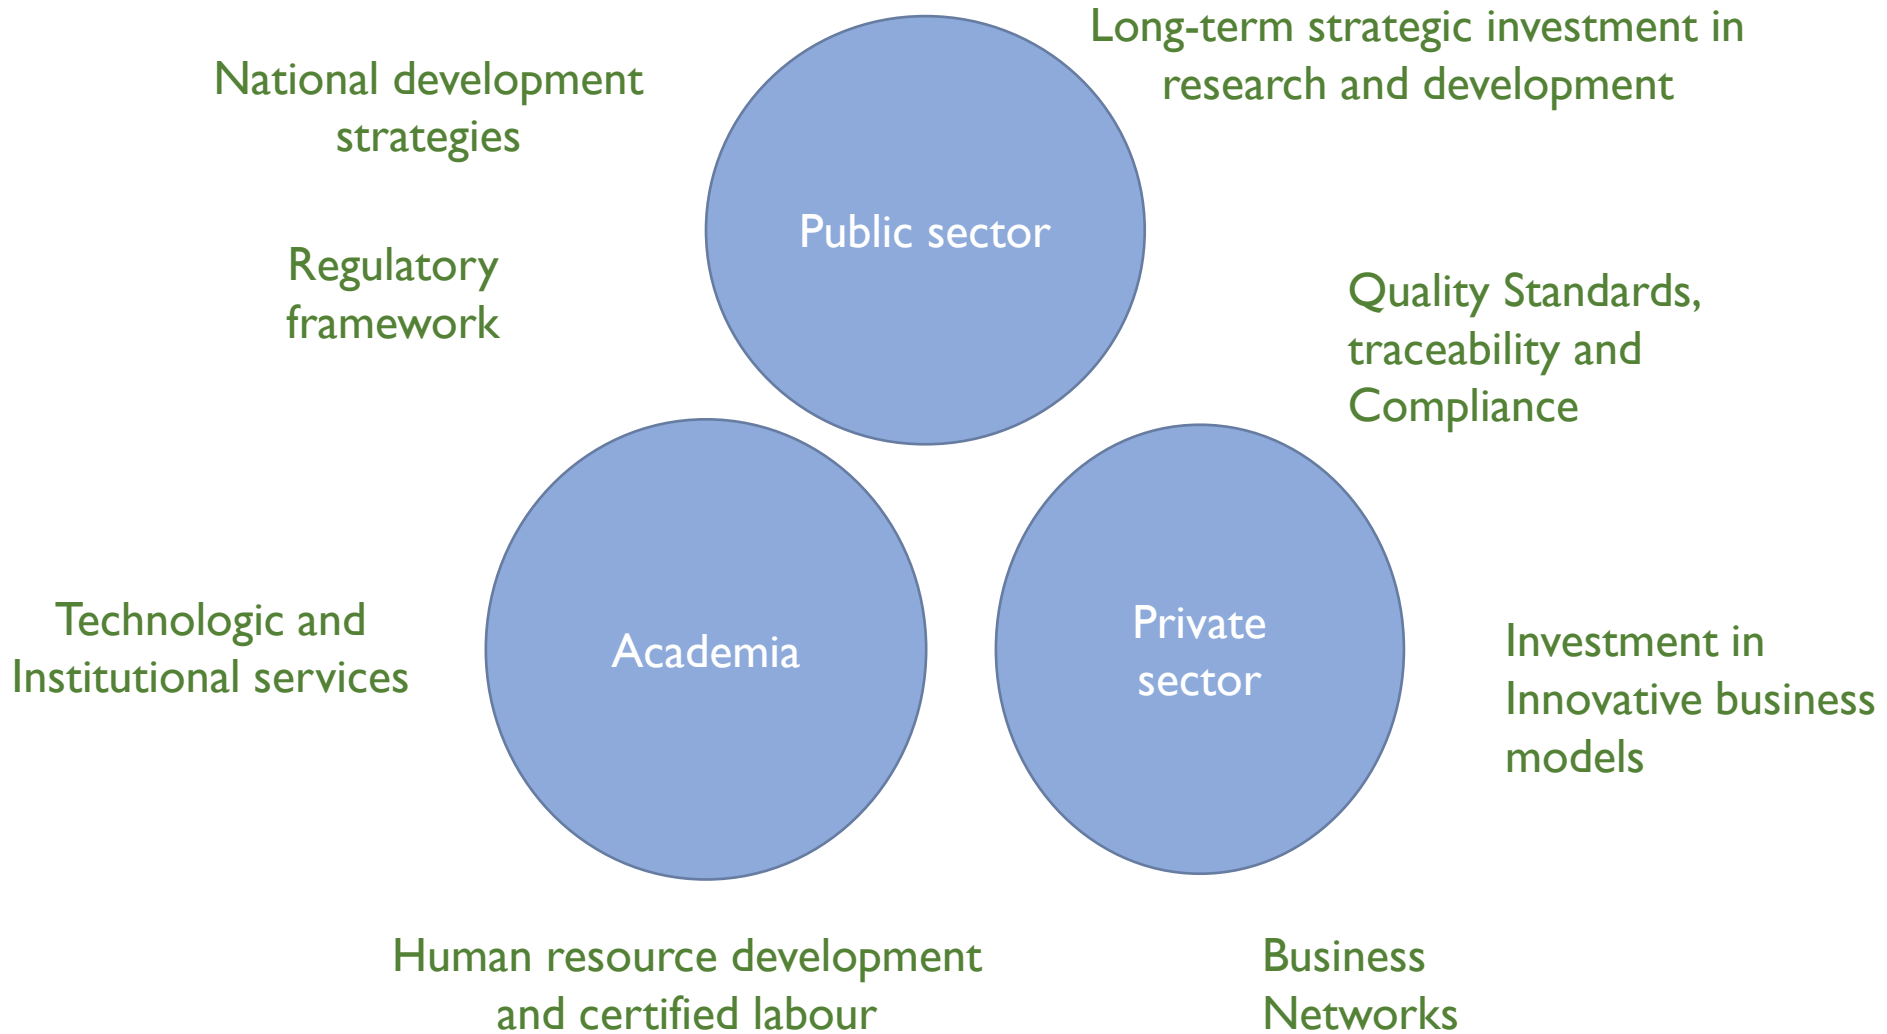 Long-term strategic investment in
research and development
National development
strategies
Public sector
Regulatory
framework
Quality Standards,
traceability and
Compliance
Technologic and
Institutional services
Academia
Private
sector
Investment in
Innovative business
models
Human resource development
and certified labour
Business
Networks